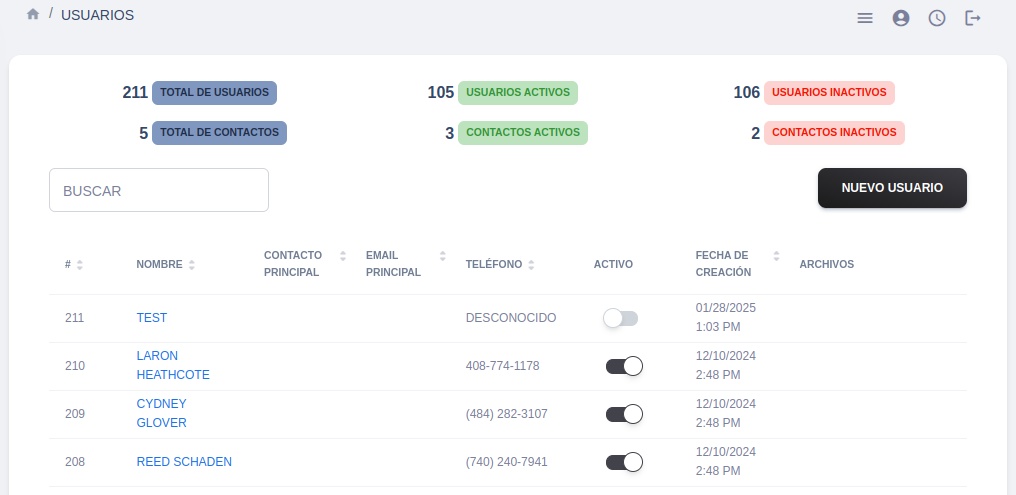 / USUARIOS
211 TOTAL DE USUARIOS 105 USUARIOS ACTIVOS 106 USUARIOS INACTIVOS
5 TOTAL DE CONTACTOS 3 CONTACTOS ACTIVOS 2 CONTACTOS INACTIVOS
BUSCAR NUEVO USUARIO
# NOMBRE CONTACTO PRINCIPAL EMAIL PRINCIPAL TELÉFONO ACTIVO FECHA DE CREACIÓN ARCHIVOS
211 TEST DESCONOCIDO 01/28/2025 1:03 PM
210 LARON HEATHCOTE 408-774-1178 12/10/2024 2:48 PM
209 CYDNEY GLOVER (484) 282-3107 12/10/2024 2:48 PM
208 REED SCHADEN (740) 240-7941 12/10/2024 2:48 PM